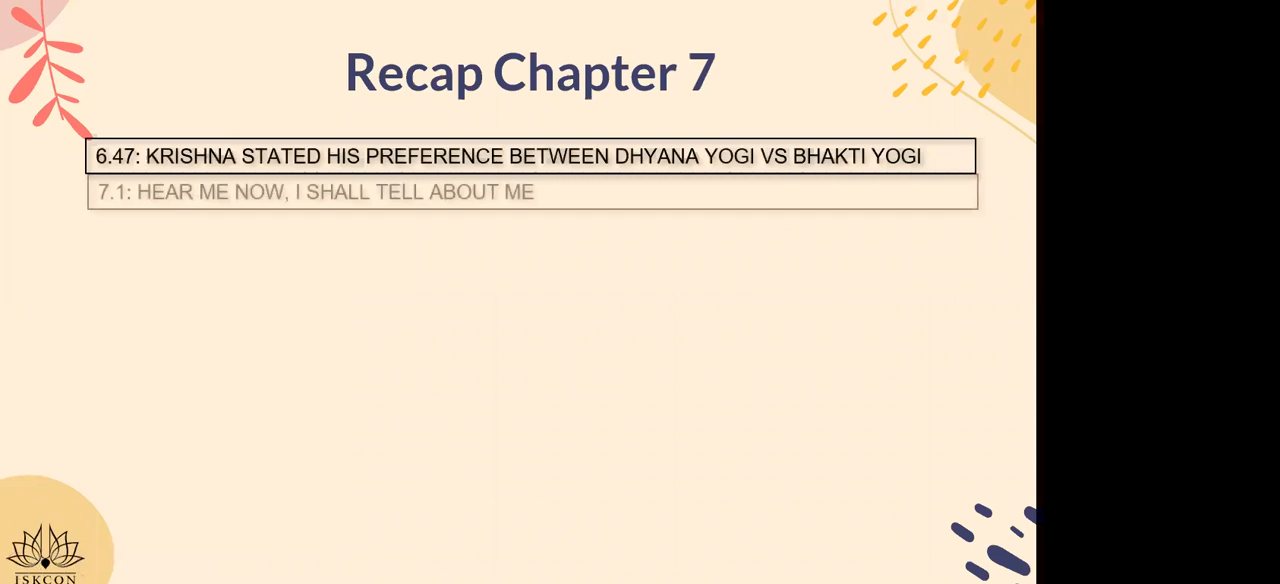 Recap Chapter 7
6.47: KRISHNA STATED HIS PREFERENCE BETWEEN DHYANA YOGI VS BHAKTI YOGI
7.1: HEAR ME NOW, I SHALL TELL ABOUT ME
ISKCON